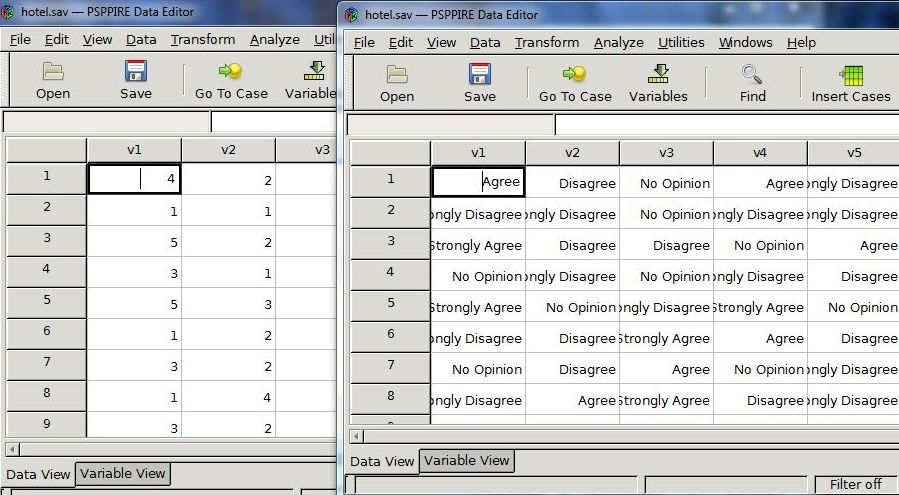 hotel.sav — PSPPIRE Data Editor
File Edit View Data Transform Analyze Util
Open Save Go To Case Variable
v1 v2 v3
1 4 2
2 1 1
3 5 2
4 3 1
5 5 3
6 1 2
7 3 2
8 1 4
9 3 2
Data View Variable View
hotel.sav — PSPPIRE Data Editor
File Edit View Data Transform Analyze Utilities Windows Help
Open Save Go To Case Variables Find Insert Cases
v1 v2 v3 v4 v5
1 Agree Disagree No Opinion Agree ongly Disagree
2 ongly Disagree ongly Disagree No Opinion ongly Disagree ongly Disagree
3 Strongly Agree Disagree Disagree No Opinion Agree
4 No Opinion ongly Disagree No Opinion ongly Disagree Disagree
5 Strongly Agree No Opinion ongly Disagree Strongly Agree No Opinion
6 ongly Disagree Disagree Strongly Agree Agree Disagree
7 No Opinion Disagree Agree No Opinion ongly Disagree
8 ongly Disagree Agree Strongly Agree Disagree ongly Disagree
Data View Variable View
Filter off